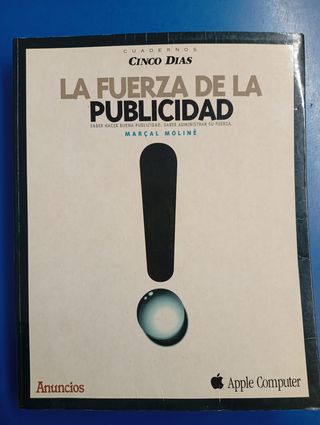 CUADERNOS
CINCO DIAS
LA FUERZA DE LA
PUBLICIDAD
SABER HACER BUENA PUBLICIDAD. SABER ADMINISTRAR SU FUERZA.
MARÇAL MOLINÉ
Anuncios
Apple Computer